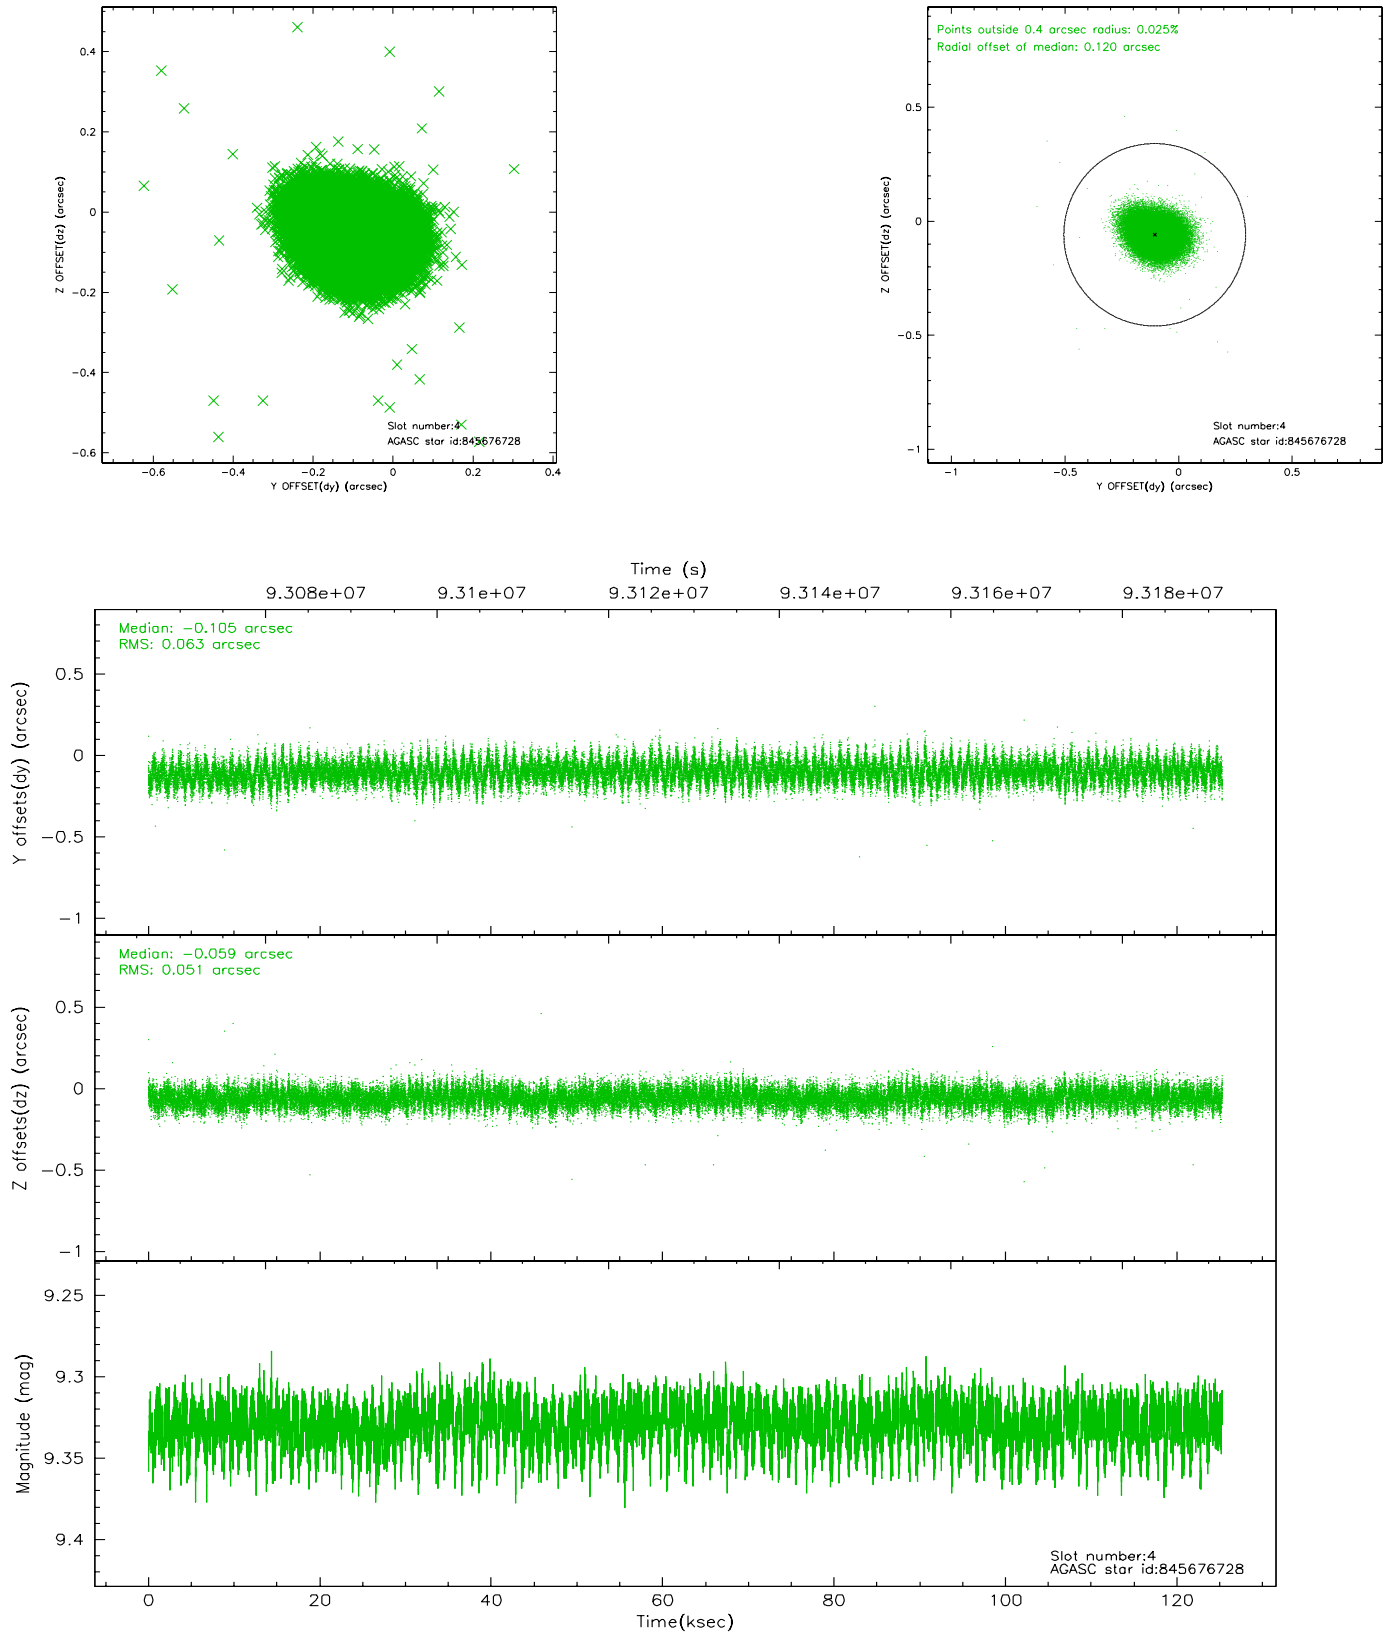 0.4
0.2
0
−0.2
−0.4
−0.6
Z OFFSET(dz) (arcsec)
−0.6 −0.4 −0.2 0 0.2 0.4
Y OFFSET(dy) (arcsec)
Slot number:4
AGASC star id:845676728
Points outside 0.4 arcsec radius: 0.025%
Radial offset of median: 0.120 arcsec
0.5
0
−0.5
−1
Z OFFSET(dz) (arcsec)
−1 −0.5 0 0.5
Y OFFSET(dy) (arcsec)
Slot number:4
AGASC star id:845676728
Time (s)
9.308e+07 9.31e+07 9.312e+07 9.314e+07 9.316e+07 9.318e+07
Median: −0.105 arcsec
RMS: 0.063 arcsec
0.5
0
−0.5
−1
Y offsets(dy) (arcsec)
Median: −0.059 arcsec
RMS: 0.051 arcsec
0.5
0
−0.5
−1
Z offsets(dz) (arcsec)
9.25
9.3
9.35
9.4
Magnitude (mag)
Slot number:4
AGASC star id:845676728
0 20 40 60 80 100 120
Time(ksec)